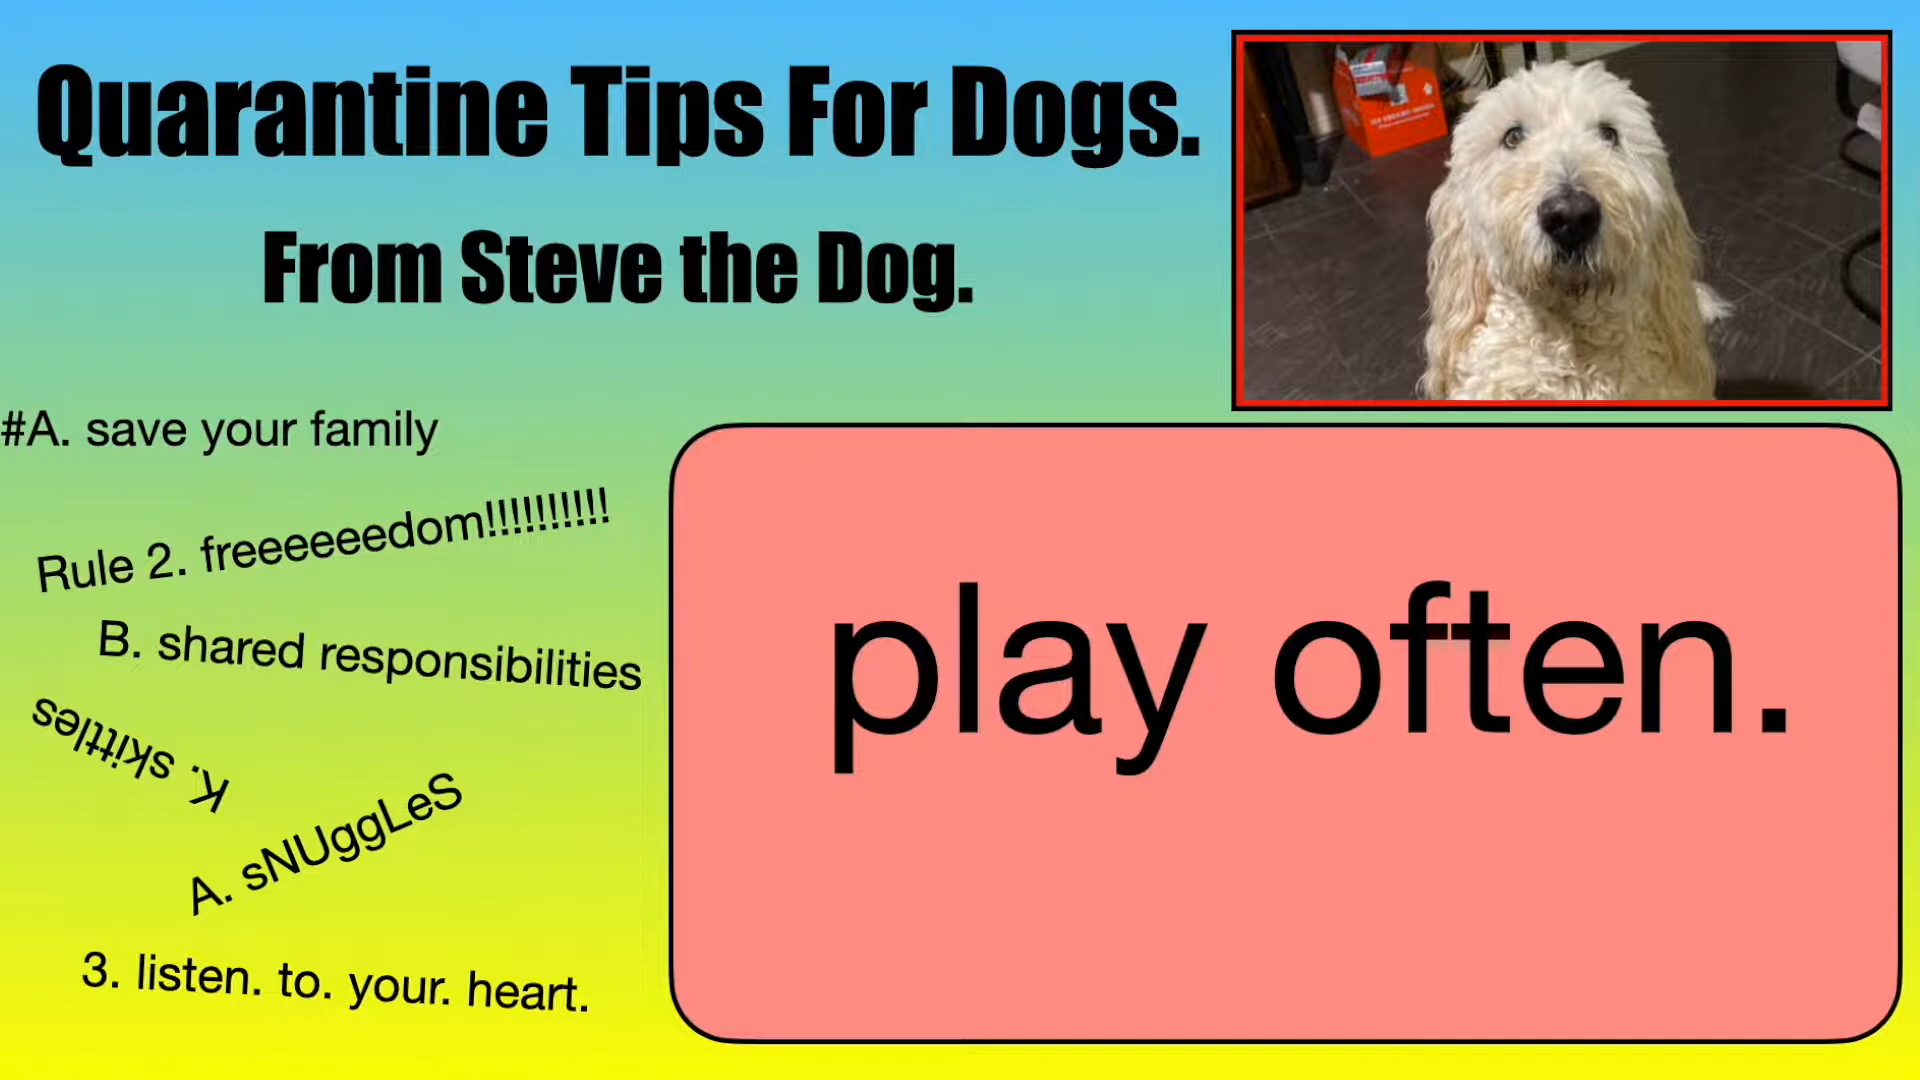 Quarantine Tips For Dogs.
From Steve the Dog.
#A. save your family
Rule 2. freeeeeedom!!!!!!!!!!
B. shared responsibilities
K. skittles
A. sNUggLeS
3. listen. to. your. heart.
play often.